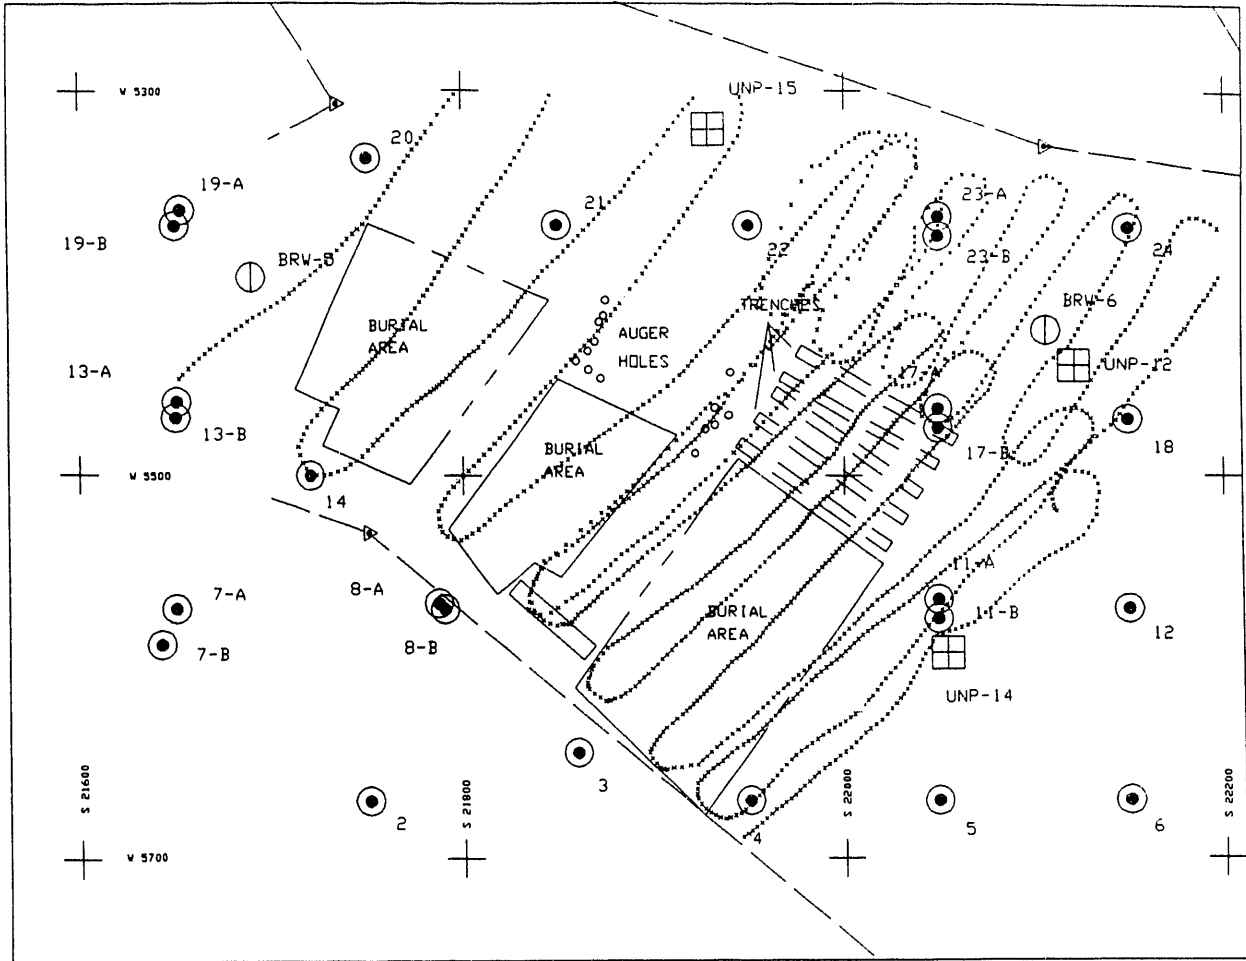 UNP-15
W 5300
20
19-A
23-A
21
19-B
22
24
23-B
BRW-5
BRW-6
TRENCHES
BURIAL
AREA
AUGER
HOLES
UNP-12
13-A
17-A
13-B
18
17-B
BURIAL
AREA
W 5500
14
11-A
7-A
8-A
BURIAL
AREA
11-B
12
8-B
7-B
UNP-14
3
S 21600
S 21800
S 22000
S 22200
2
4
5
6
W 5700